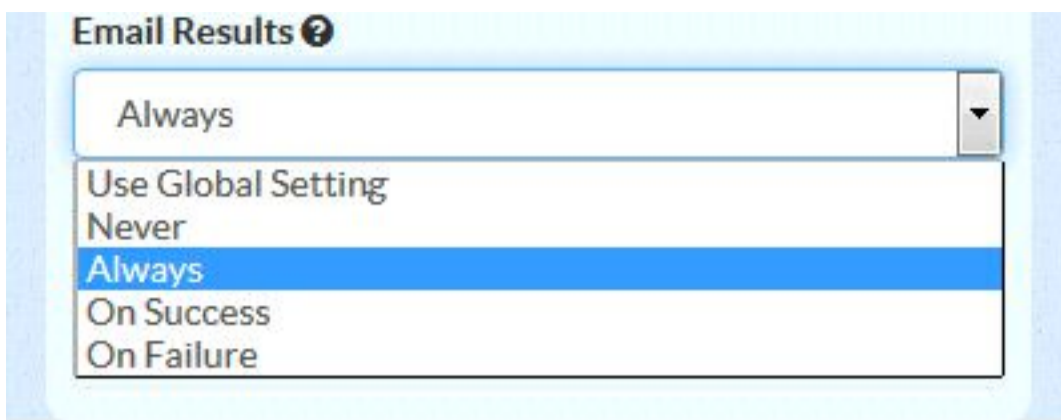 Email Results
Always
Use Global Setting
Never
Always
On Success
On Failure